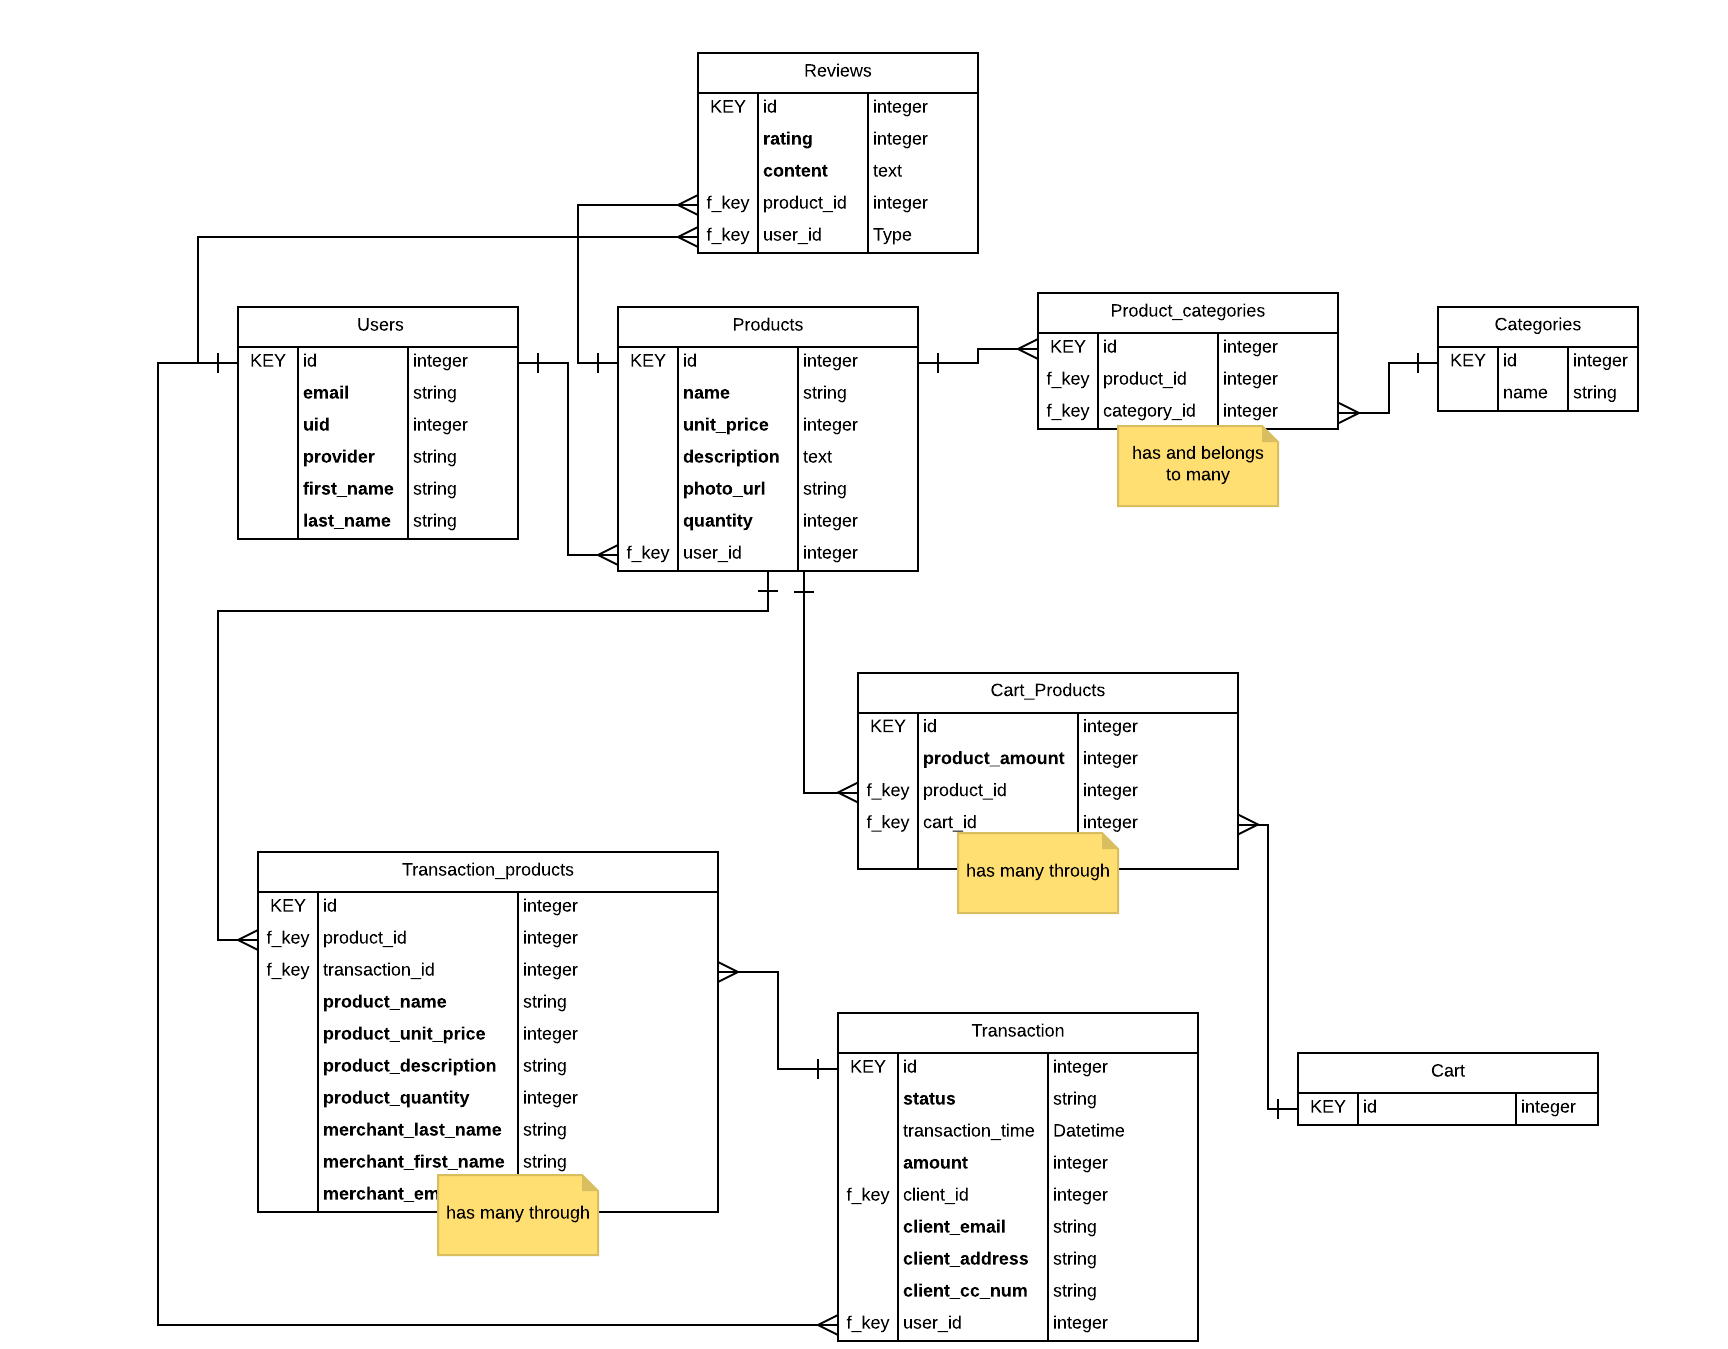 Reviews
KEY id integer
rating integer
content text
f_key product_id integer
f_key user_id Type
Users
KEY id integer
email string
uid integer
provider string
first_name string
last_name string
Products
KEY id integer
name string
unit_price integer
description text
photo_url string
quantity integer
f_key user_id integer
Product_categories
KEY id integer
f_key product_id integer
f_key category_id integer
has and belongs
to many
Categories
KEY id integer
name string
Cart_Products
KEY id integer
product_amount integer
f_key product_id integer
f_key cart_id integer
has many through
Transaction_products
KEY id integer
f_key product_id integer
f_key transaction_id integer
product_name string
product_unit_price integer
product_description string
product_quantity integer
merchant_last_name string
merchant_first_name string
has many through
Transaction
KEY id integer
status string
transaction_time Datetime
amount integer
f_key client_id integer
client_email string
client_address string
client_cc_num string
f_key user_id integer
Cart
KEY id integer